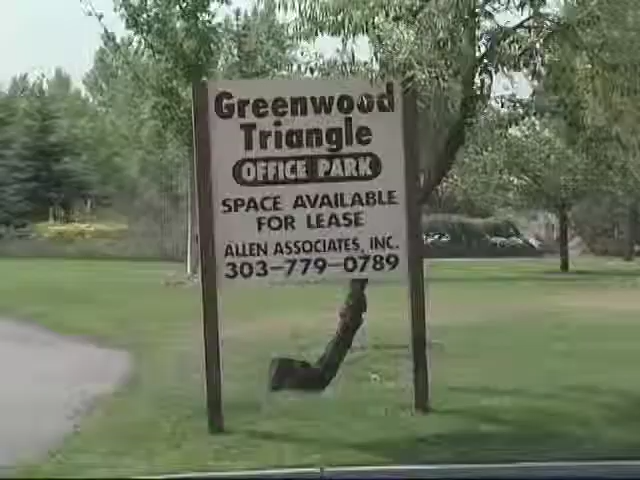 Greenwood
Triangle
OFFICE PARK
SPACE AVAILABLE
FOR LEASE
ALLEN ASSOCIATES, INC.
303-779-0789